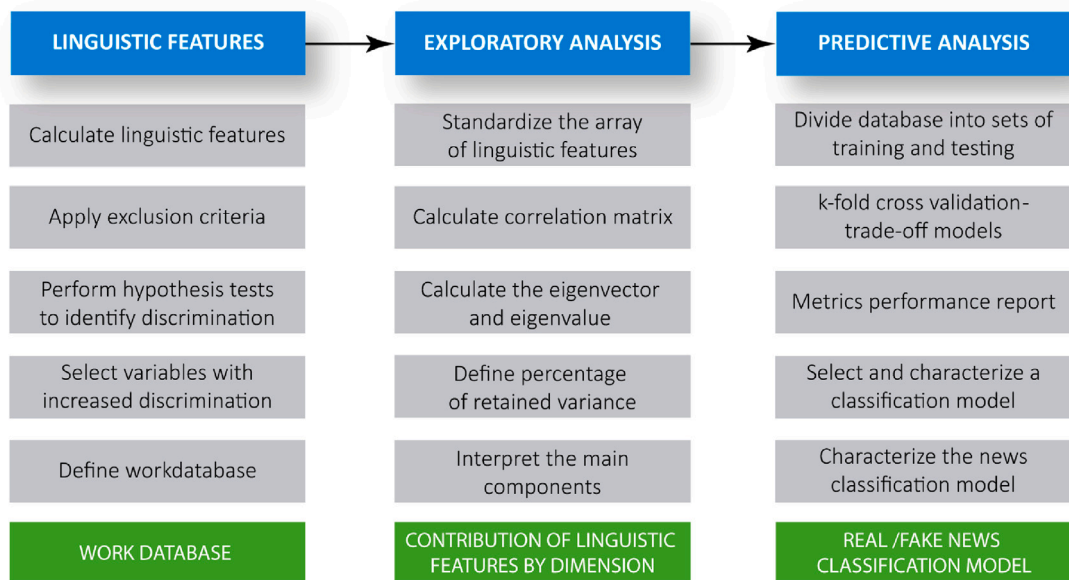 LINGUISTIC FEATURES
Calculate linguistic features
Apply exclusion criteria
Perform hypothesis tests
to identify discrimination
Select variables with
increased discrimination
Define workdatabase
WORK DATABASE
EXPLORATORY ANALYSIS
Standardize the array
of linguistic features
Calculate correlation matrix
Calculate the eigenvector
and eigenvalue
Define percentage
of retained variance
Interpret the main
components
CONTRIBUTION OF LINGUISTIC
FEATURES BY DIMENSION
PREDICTIVE ANALYSIS
Divide database into sets of
training and testing
k-fold cross validation-
trade-off models
Metrics performance report
Select and characterize a
classification model
Characterize the news
classification model
REAL /FAKE NEWS
CLASSIFICATION MODEL